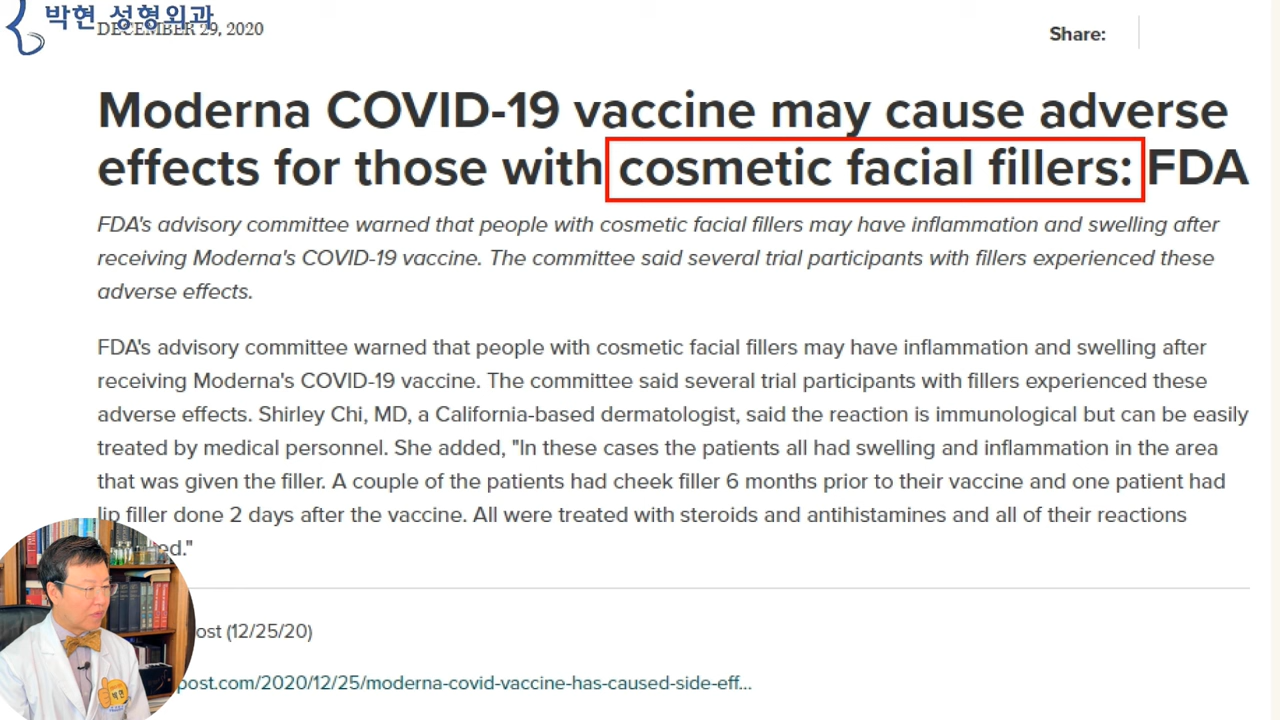 박현 성형외과
DECEMBER 29, 2020
Share:
Moderna COVID-19 vaccine may cause adverse
effects for those with cosmetic facial fillers: FDA
FDA's advisory committee warned that people with cosmetic facial fillers may have inflammation and swelling after
receiving Moderna's COVID-19 vaccine. The committee said several trial participants with fillers experienced these
adverse effects.
FDA's advisory committee warned that people with cosmetic facial fillers may have inflammation and swelling after
receiving Moderna's COVID-19 vaccine. The committee said several trial participants with fillers experienced these
adverse effects. Shirley Chi, MD, a California-based dermatologist, said the reaction is immunological but can be easily
treated by medical personnel. She added, "In these cases the patients all had swelling and inflammation in the area
that was given the filler. A couple of the patients had cheek filler 6 months prior to their vaccine and one patient had
lip filler done 2 days after the vaccine. All were treated with steroids and antihistamines and all of their reactions
ed."
ost (12/25/20)
post.com/2020/12/25/moderna-covid-vaccine-has-caused-side-eff...
박현